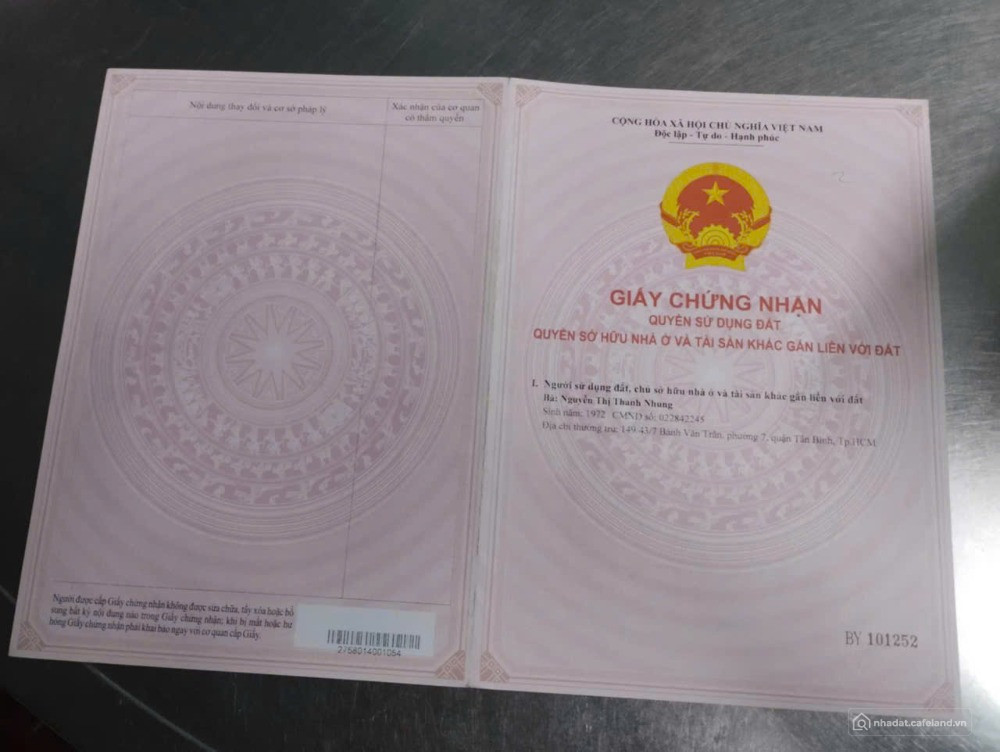 Nội dung thay đổi và cơ sở pháp lý
Xác nhận của cơ quan
có thẩm quyền
Người được cấp Giấy chứng nhận không được sửa chữa, tẩy xóa hoặc bổ
sung bất kỳ nội dung nào trong Giấy chứng nhận; khi bị mất hoặc hư
hỏng Giấy chứng nhận phải khai báo ngay với cơ quan cấp Giấy.
2758014001084
CỘNG HÒA XÃ HỘI CHỦ NGHĨA VIỆT NAM
Độc lập - Tự do - Hạnh phúc
GIẤY CHỨNG NHẬN
QUYỀN SỬ DỤNG ĐẤT
QUYỀN SỞ HỮU NHÀ Ở VÀ TÀI SẢN KHÁC GẮN LIỀN VỚI ĐẤT
I. Người sử dụng đất, chủ sở hữu nhà ở và tài sản khác gắn liền với đất
Bà: Nguyễn Thị Thanh Nhung
Sinh năm: 1972 CMND số: 022842245
Địa chỉ thường trú: 149/43/7 Bành Văn Trân, phường 7, quận Tân Bình, Tp.HCM
BY 101252
nhadat.cafeland.vn